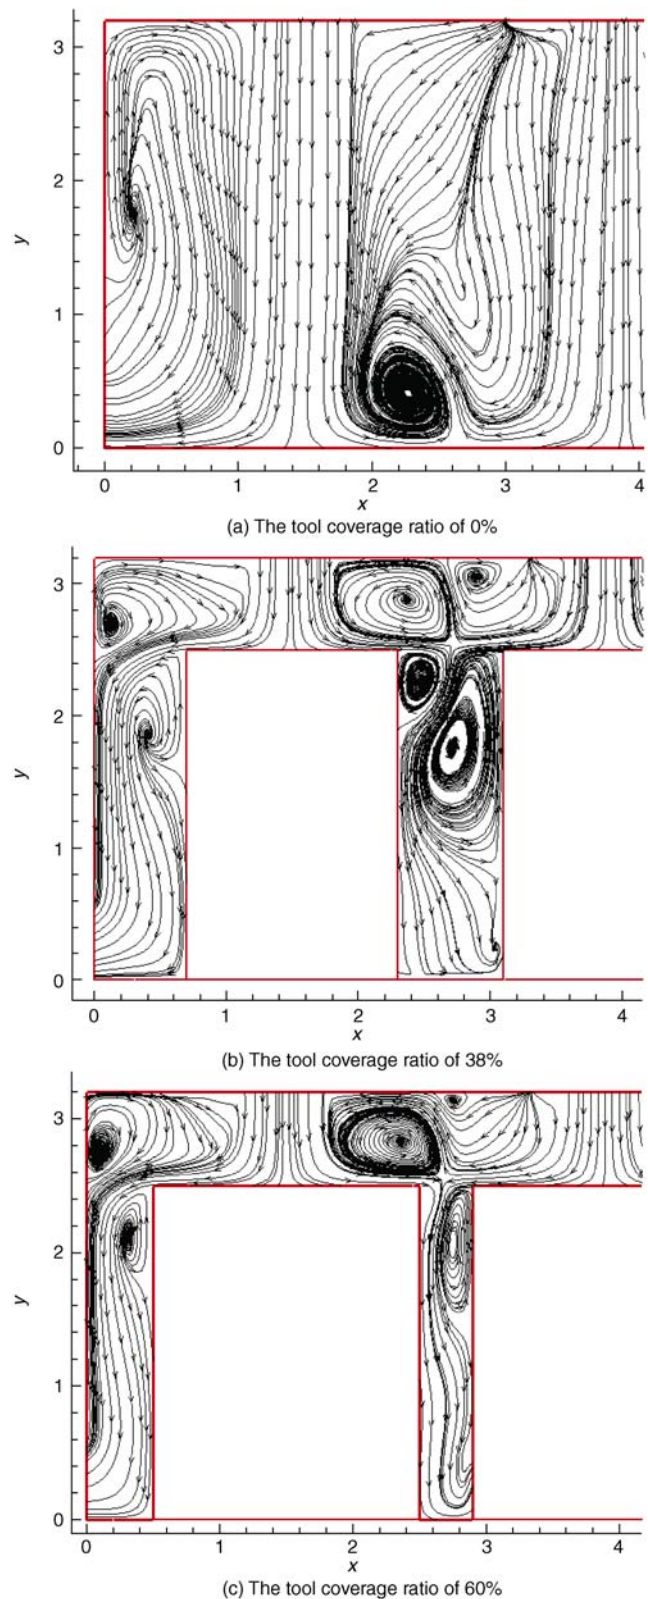 3
2
y
1
0
0 1 2 3 4
x
(a) The tool coverage ratio of 0%
3
2
y
1
0
0 1 2 3 4
x
(b) The tool coverage ratio of 38%
3
2
y
1
0
0 1 2 3 4
x
(c) The tool coverage ratio of 60%